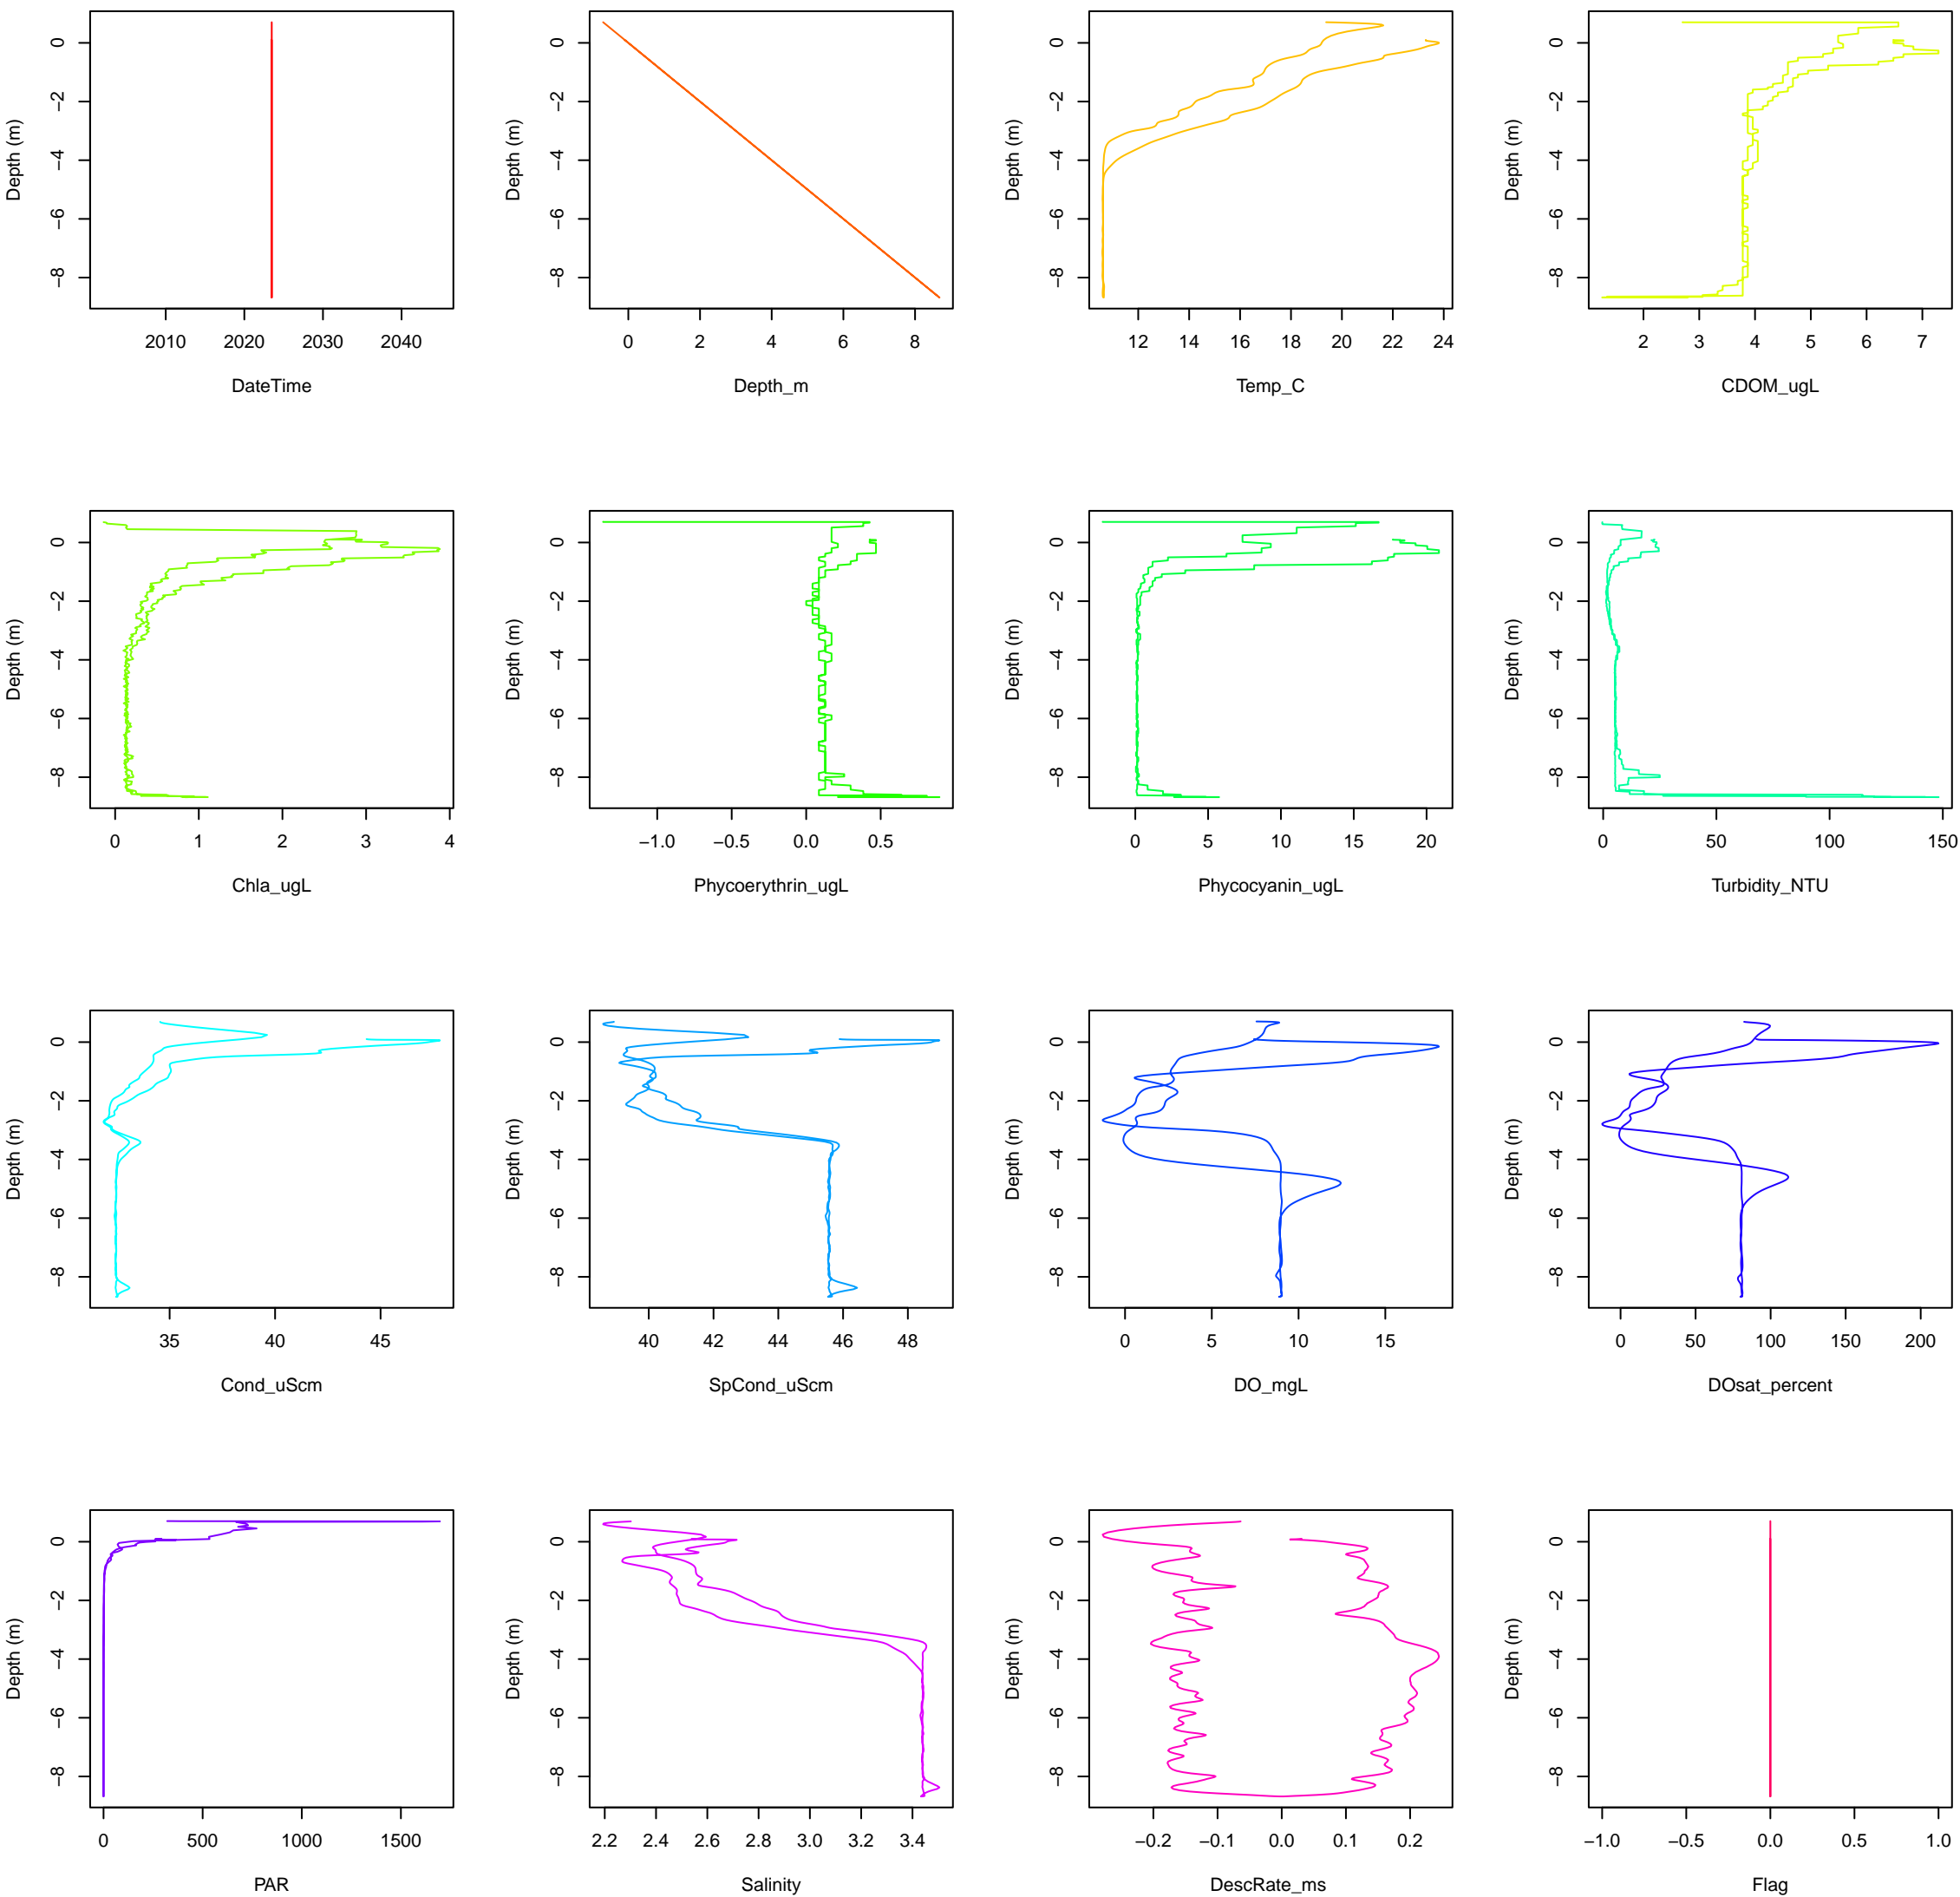 Depth (m)
0
−2
−4
−6
−8
2010 2020 2030 2040
DateTime
Depth (m)
0
−2
−4
−6
−8
0 2 4 6 8
Depth_m
Depth (m)
0
−2
−4
−6
−8
12 14 16 18 20 22 24
Temp_C
Depth (m)
0
−2
−4
−6
−8
2 3 4 5 6 7
CDOM_ugL
Depth (m)
0
−2
−4
−6
−8
0 1 2 3 4
Chla_ugL
Depth (m)
0
−2
−4
−6
−8
−1.0 −0.5 0.0 0.5
Phycoerythrin_ugL
Depth (m)
0
−2
−4
−6
−8
0 5 10 15 20
Phycocyanin_ugL
Depth (m)
0
−2
−4
−6
−8
0 50 100 150
Turbidity_NTU
Depth (m)
0
−2
−4
−6
−8
35 40 45
Cond_uScm
Depth (m)
0
−2
−4
−6
−8
40 42 44 46 48
SpCond_uScm
Depth (m)
0
−2
−4
−6
−8
0 5 10 15
DO_mgL
Depth (m)
0
−2
−4
−6
−8
0 50 100 150 200
DOsat_percent
Depth (m)
0
−2
−4
−6
−8
0 500 1000 1500
PAR
Depth (m)
0
−2
−4
−6
−8
2.2 2.4 2.6 2.8 3.0 3.2 3.4
Salinity
Depth (m)
0
−2
−4
−6
−8
−0.2 −0.1 0.0 0.1 0.2
DescRate_ms
Depth (m)
0
−2
−4
−6
−8
−1.0 −0.5 0.0 0.5 1.0
Flag